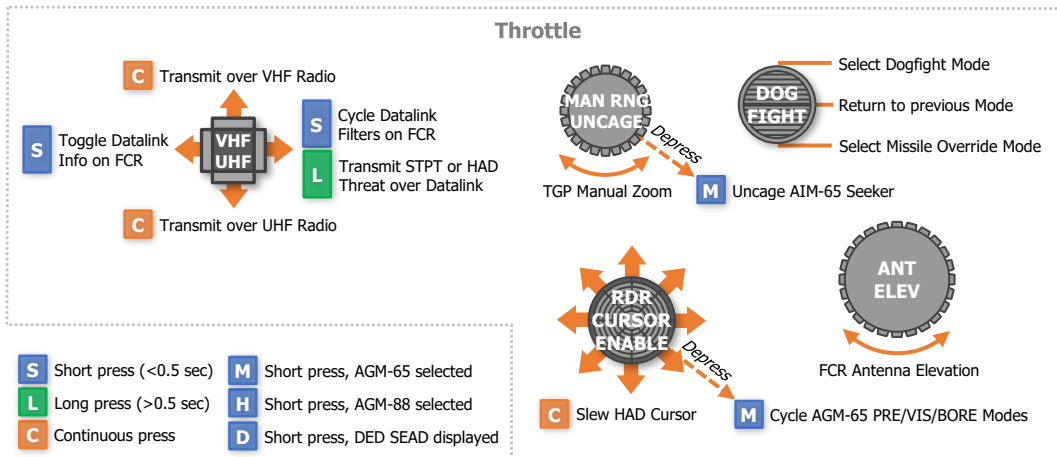 Throttle
C Transmit over VHF Radio
S Toggle Datalink
Info on FCR
VHF
UHF
S Cycle Datalink
Filters on FCR
L Transmit STPT or HAD
Threat over Datalink
C Transmit over UHF Radio
MAN RNG
UNCAGE
TGP Manual Zoom
Depress
M Uncage AIM-65 Seeker
DOG
FIGHT
Select Dogfight Mode
Return to previous Mode
Select Missile Override Mode
RDR
CURSOR
ENABLE
C Slew HAD Cursor
Depress
M Cycle AGM-65 PRE/VIS/BORE Modes
ANT
ELEV
FCR Antenna Elevation
S Short press (<0.5 sec)
L Long press (>0.5 sec)
C Continuous press
M Short press, AGM-65 selected
H Short press, AGM-88 selected
D Short press, DED SEAD displayed